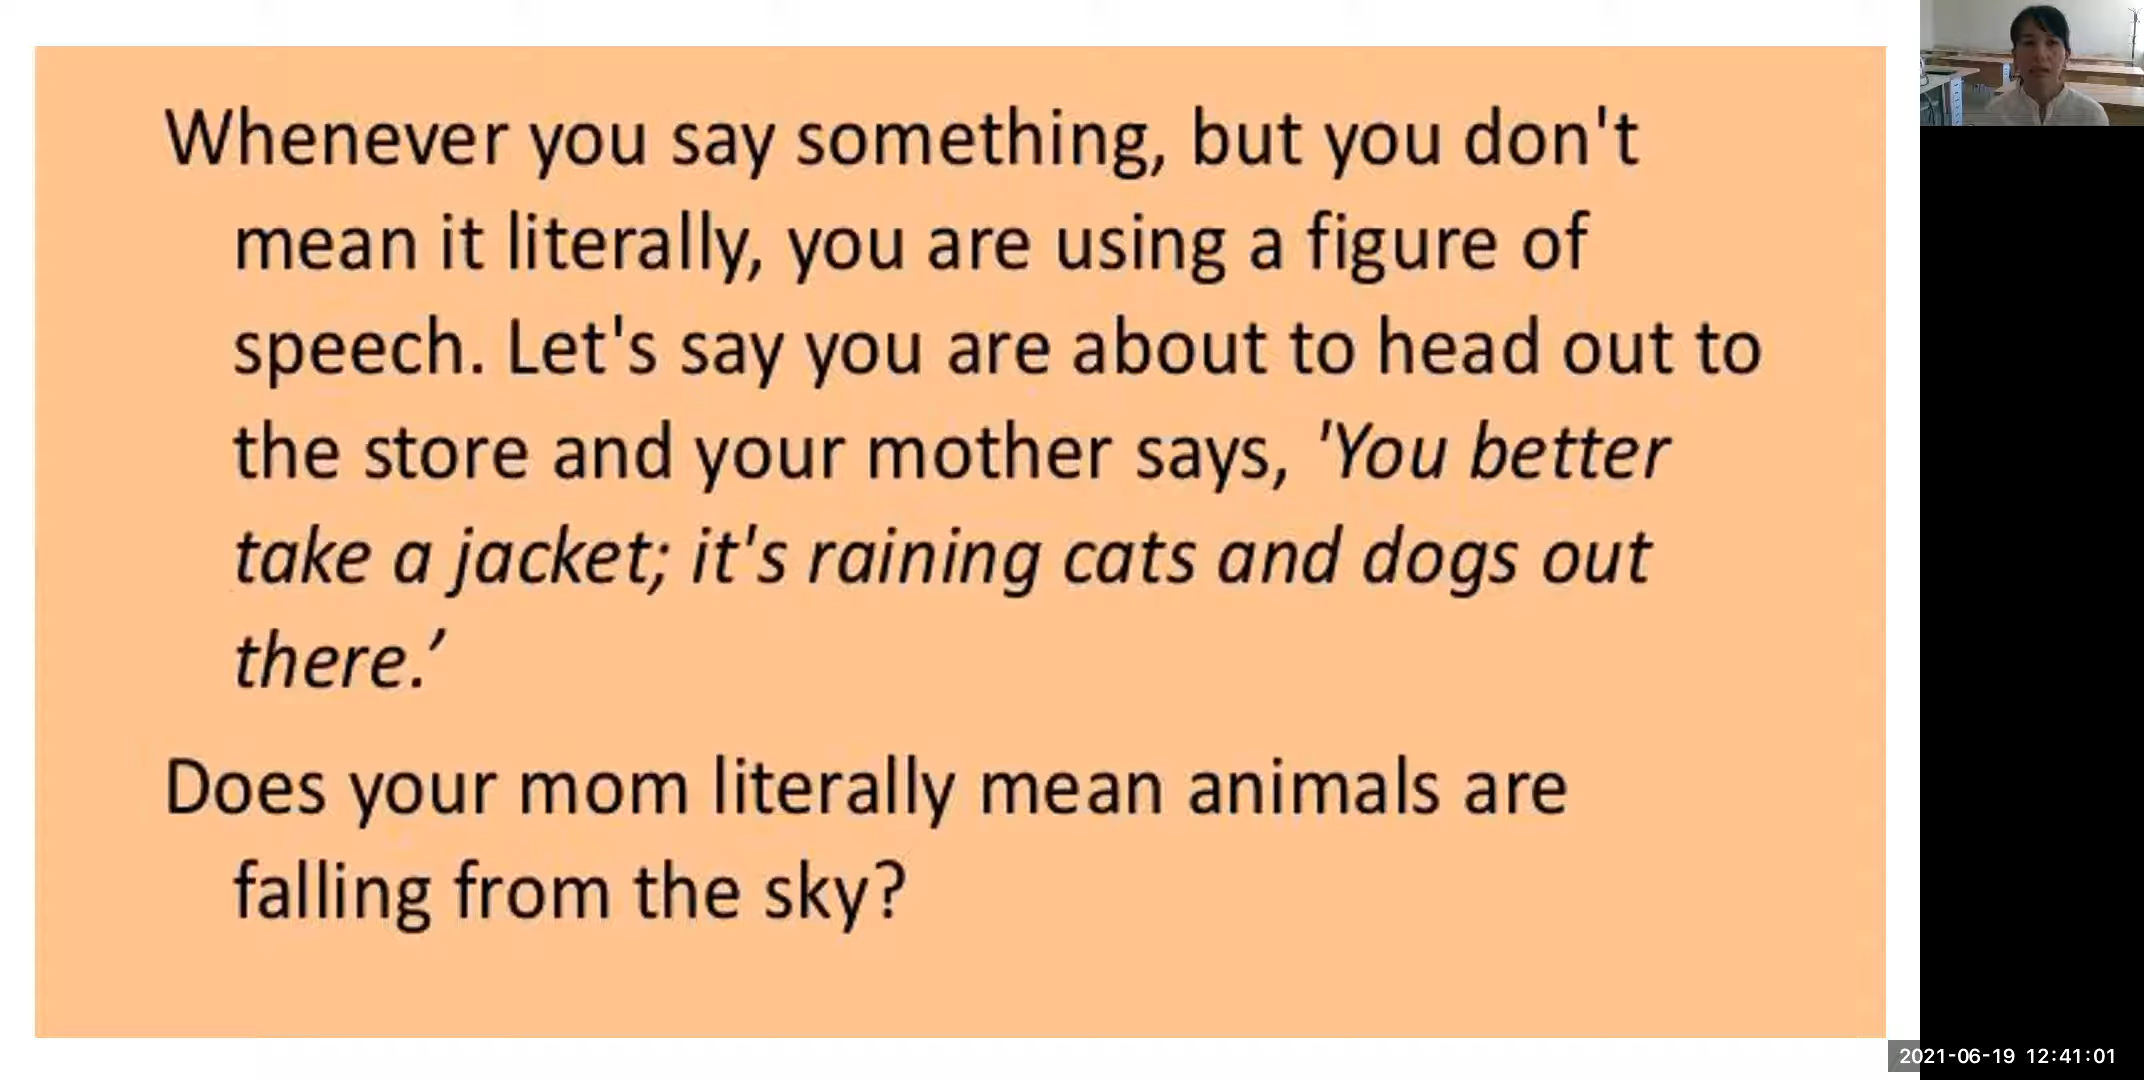 Whenever you say something, but you don't
mean it literally, you are using a figure of
speech. Let's say you are about to head out to
the store and your mother says, 'You better
take a jacket; it's raining cats and dogs out
there.’
Does your mom literally mean animals are
falling from the sky?
2021-06-19 12:41:01